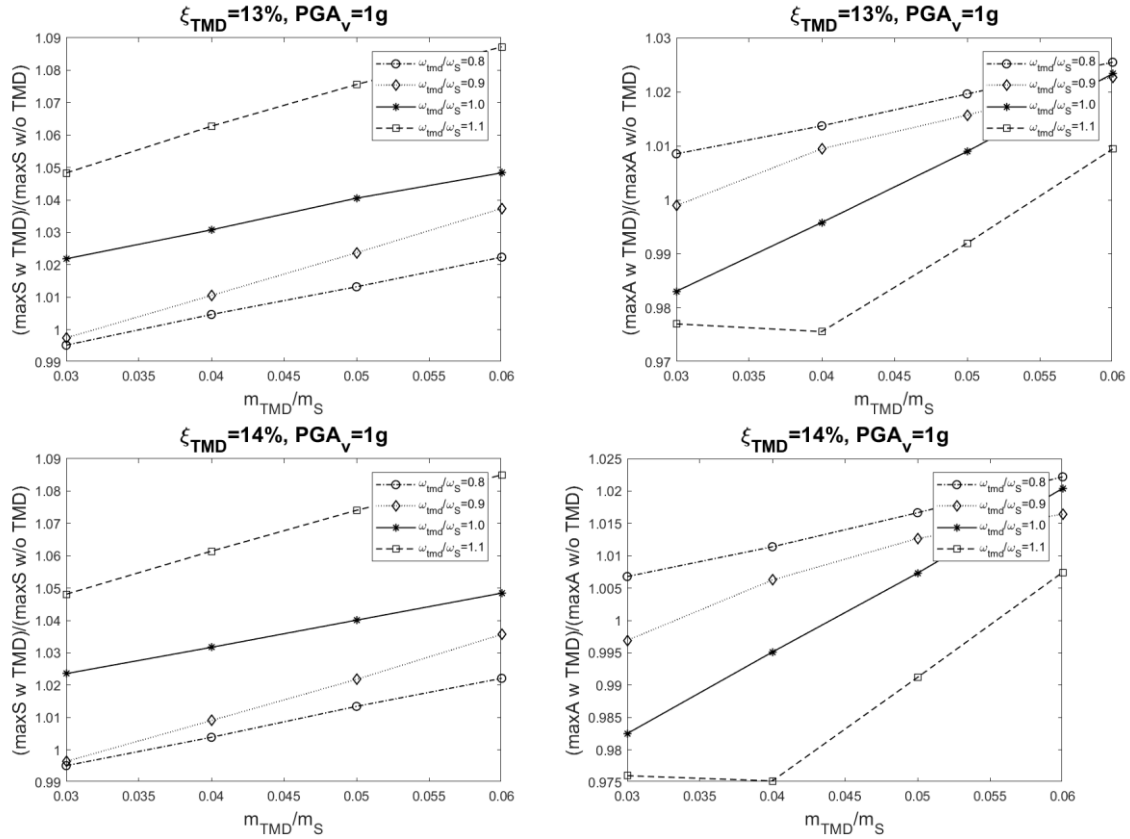 ξTMD=13%, PGAv=1g
1.09
1.08
1.07
1.06
1.05
1.04
1.03
1.02
1.01
1
0.99
(maxS w TMD)/(maxS w/o TMD)
ωtmd/ωS=0.8
ωtmd/ωS=0.9
ωtmd/ωS=1.0
ωtmd/ωS=1.1
0.03 0.035 0.04 0.045 0.05 0.055 0.06
mTMD/mS
ξTMD=13%, PGAv=1g
1.03
1.02
1.01
1
0.99
0.98
0.97
(maxA w TMD)/(maxA w/o TMD)
ωtmd/ωS=0.8
ωtmd/ωS=0.9
ωtmd/ωS=1.0
ωtmd/ωS=1.1
0.03 0.035 0.04 0.045 0.05 0.055 0.06
mTMD/mS
ξTMD=14%, PGAv=1g
1.09
1.08
1.07
1.06
1.05
1.04
1.03
1.02
1.01
1
0.99
(maxS w TMD)/(maxS w/o TMD)
ωtmd/ωS=0.8
ωtmd/ωS=0.9
ωtmd/ωS=1.0
ωtmd/ωS=1.1
0.03 0.035 0.04 0.045 0.05 0.055 0.06
mTMD/mS
ξTMD=14%, PGAv=1g
1.025
1.02
1.015
1.01
1.005
1
0.995
0.99
0.985
0.98
0.975
(maxA w TMD)/(maxA w/o TMD)
ωtmd/ωS=0.8
ωtmd/ωS=0.9
ωtmd/ωS=1.0
ωtmd/ωS=1.1
0.03 0.035 0.04 0.045 0.05 0.055 0.06
mTMD/mS